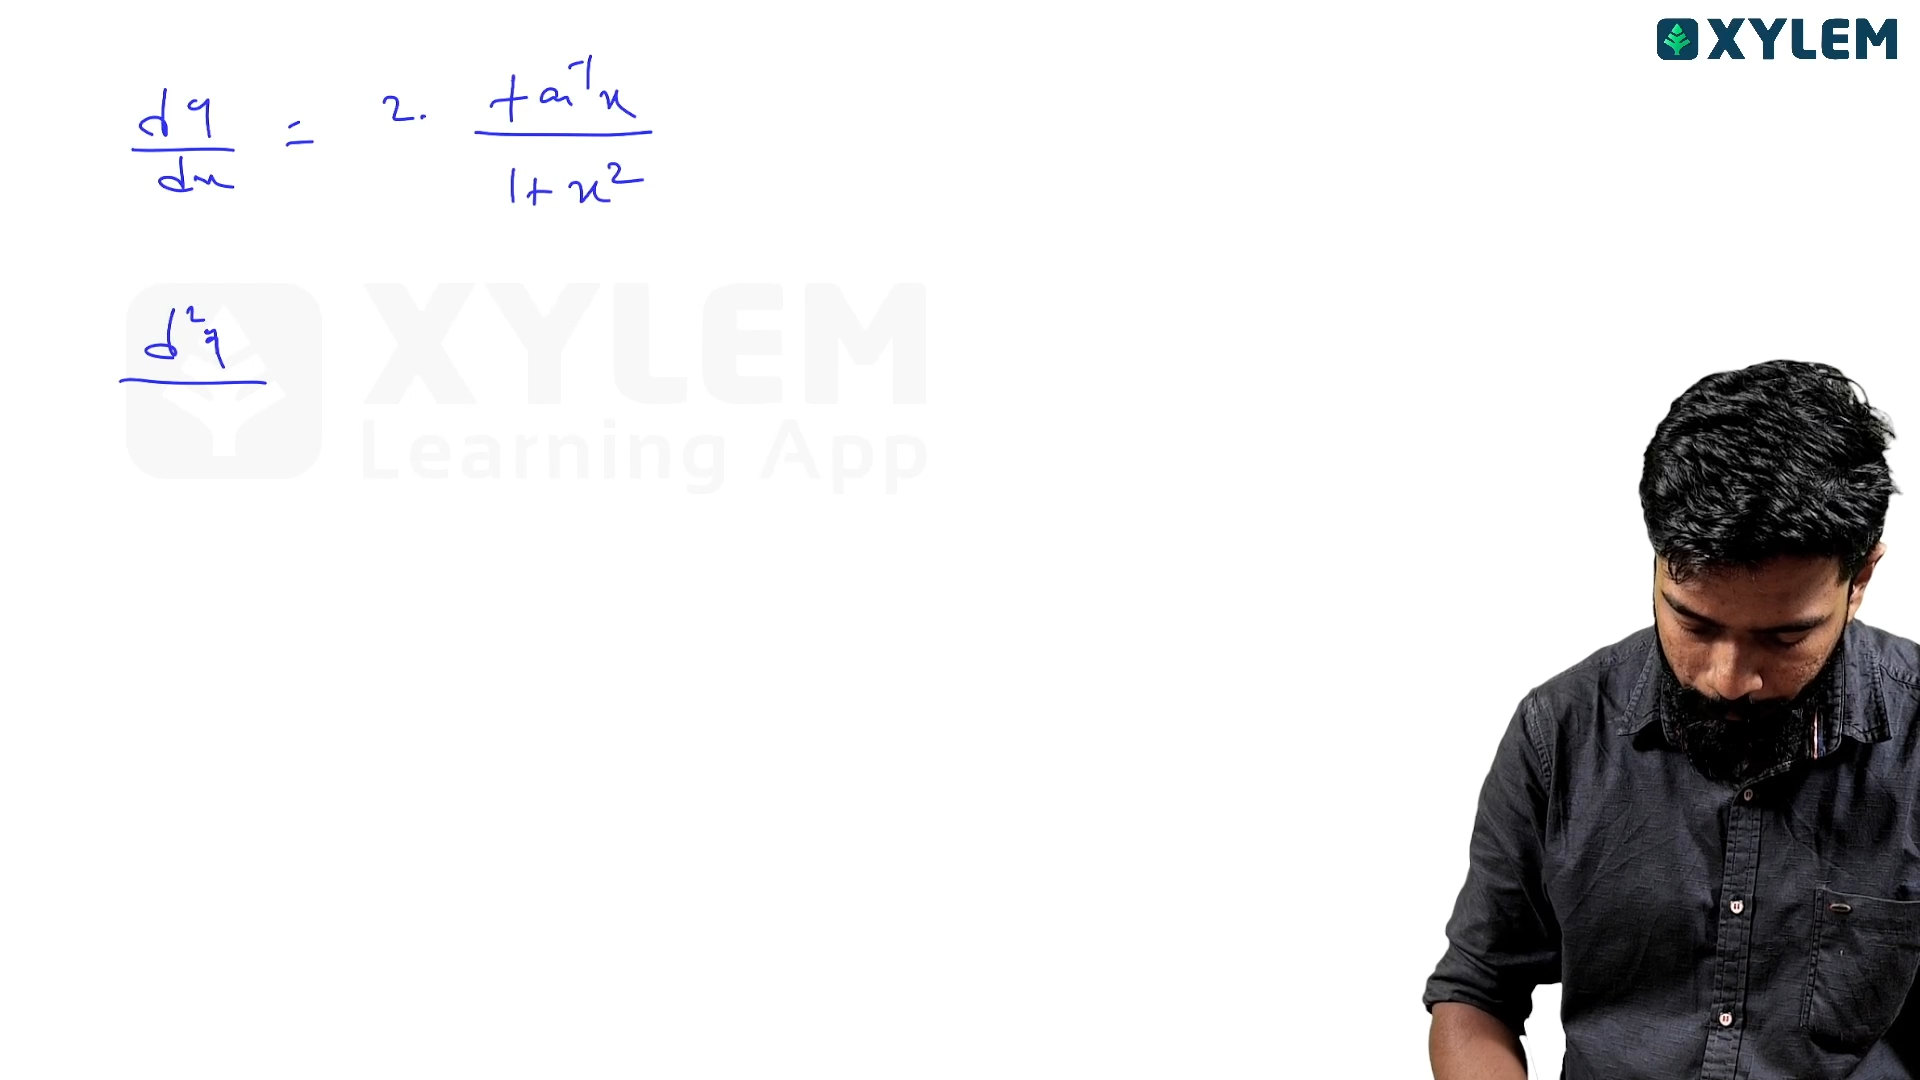 XYLEM
dy/dx = 2. tan⁻¹x / 1+x²
d²y
XYLEM
Learning App